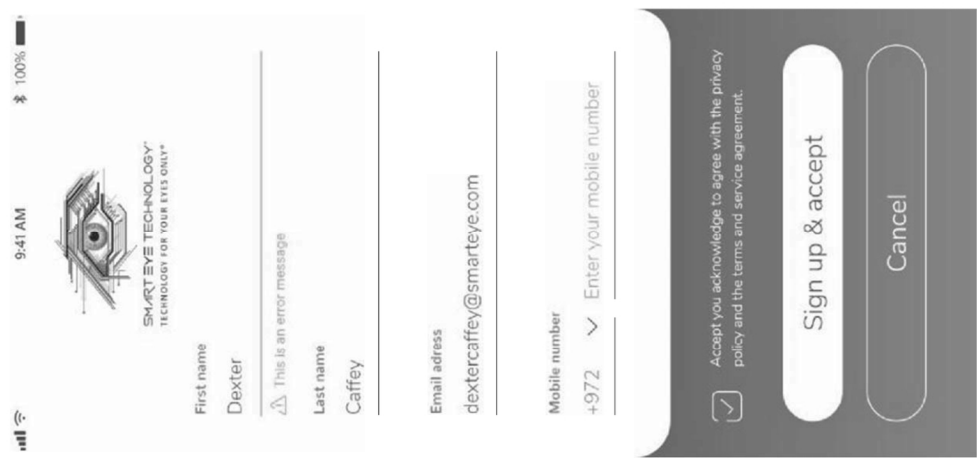 9:41 AM
100%
SMART EYE TECHNOLOGY
TECHNOLOGY FOR YOUR EYES ONLY®
First name
Dexter
This is an error message
Last name
Caffey
Email adress
dextercaffey@smarteye.com
Mobile number
+972 Enter your mobile number
Accept you acknowledge to agree with the privacy
policy and the terms and service agreement.
Sign up & accept
Cancel